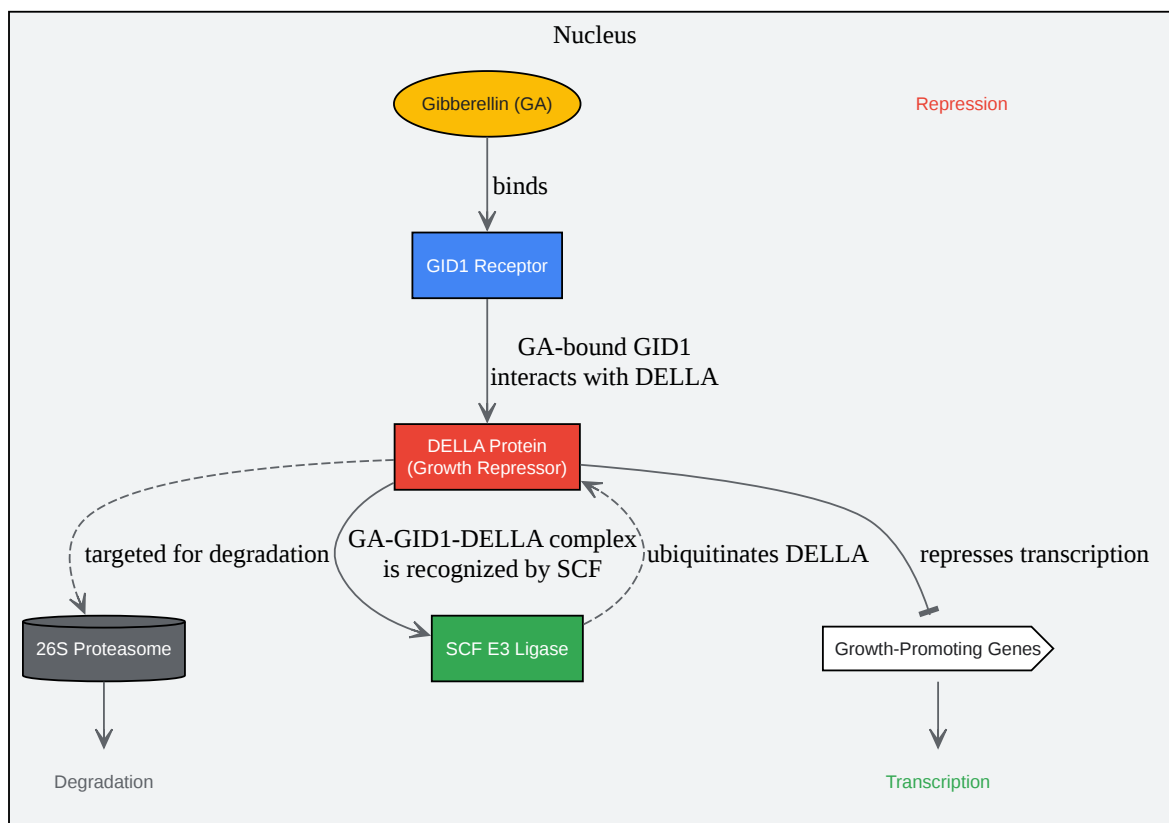 Nucleus
Gibberellin (GA)
Repression
binds
GID1 Receptor
GA-bound GID1
interacts with DELLA
DELLA Protein
(Growth Repressor)
targeted for degradation
GA-GID1-DELLA complex
is recognized by SCF
ubiquitinates DELLA
represses transcription
26S Proteasome
SCF E3 Ligase
Growth-Promoting Genes
Degradation
Transcription